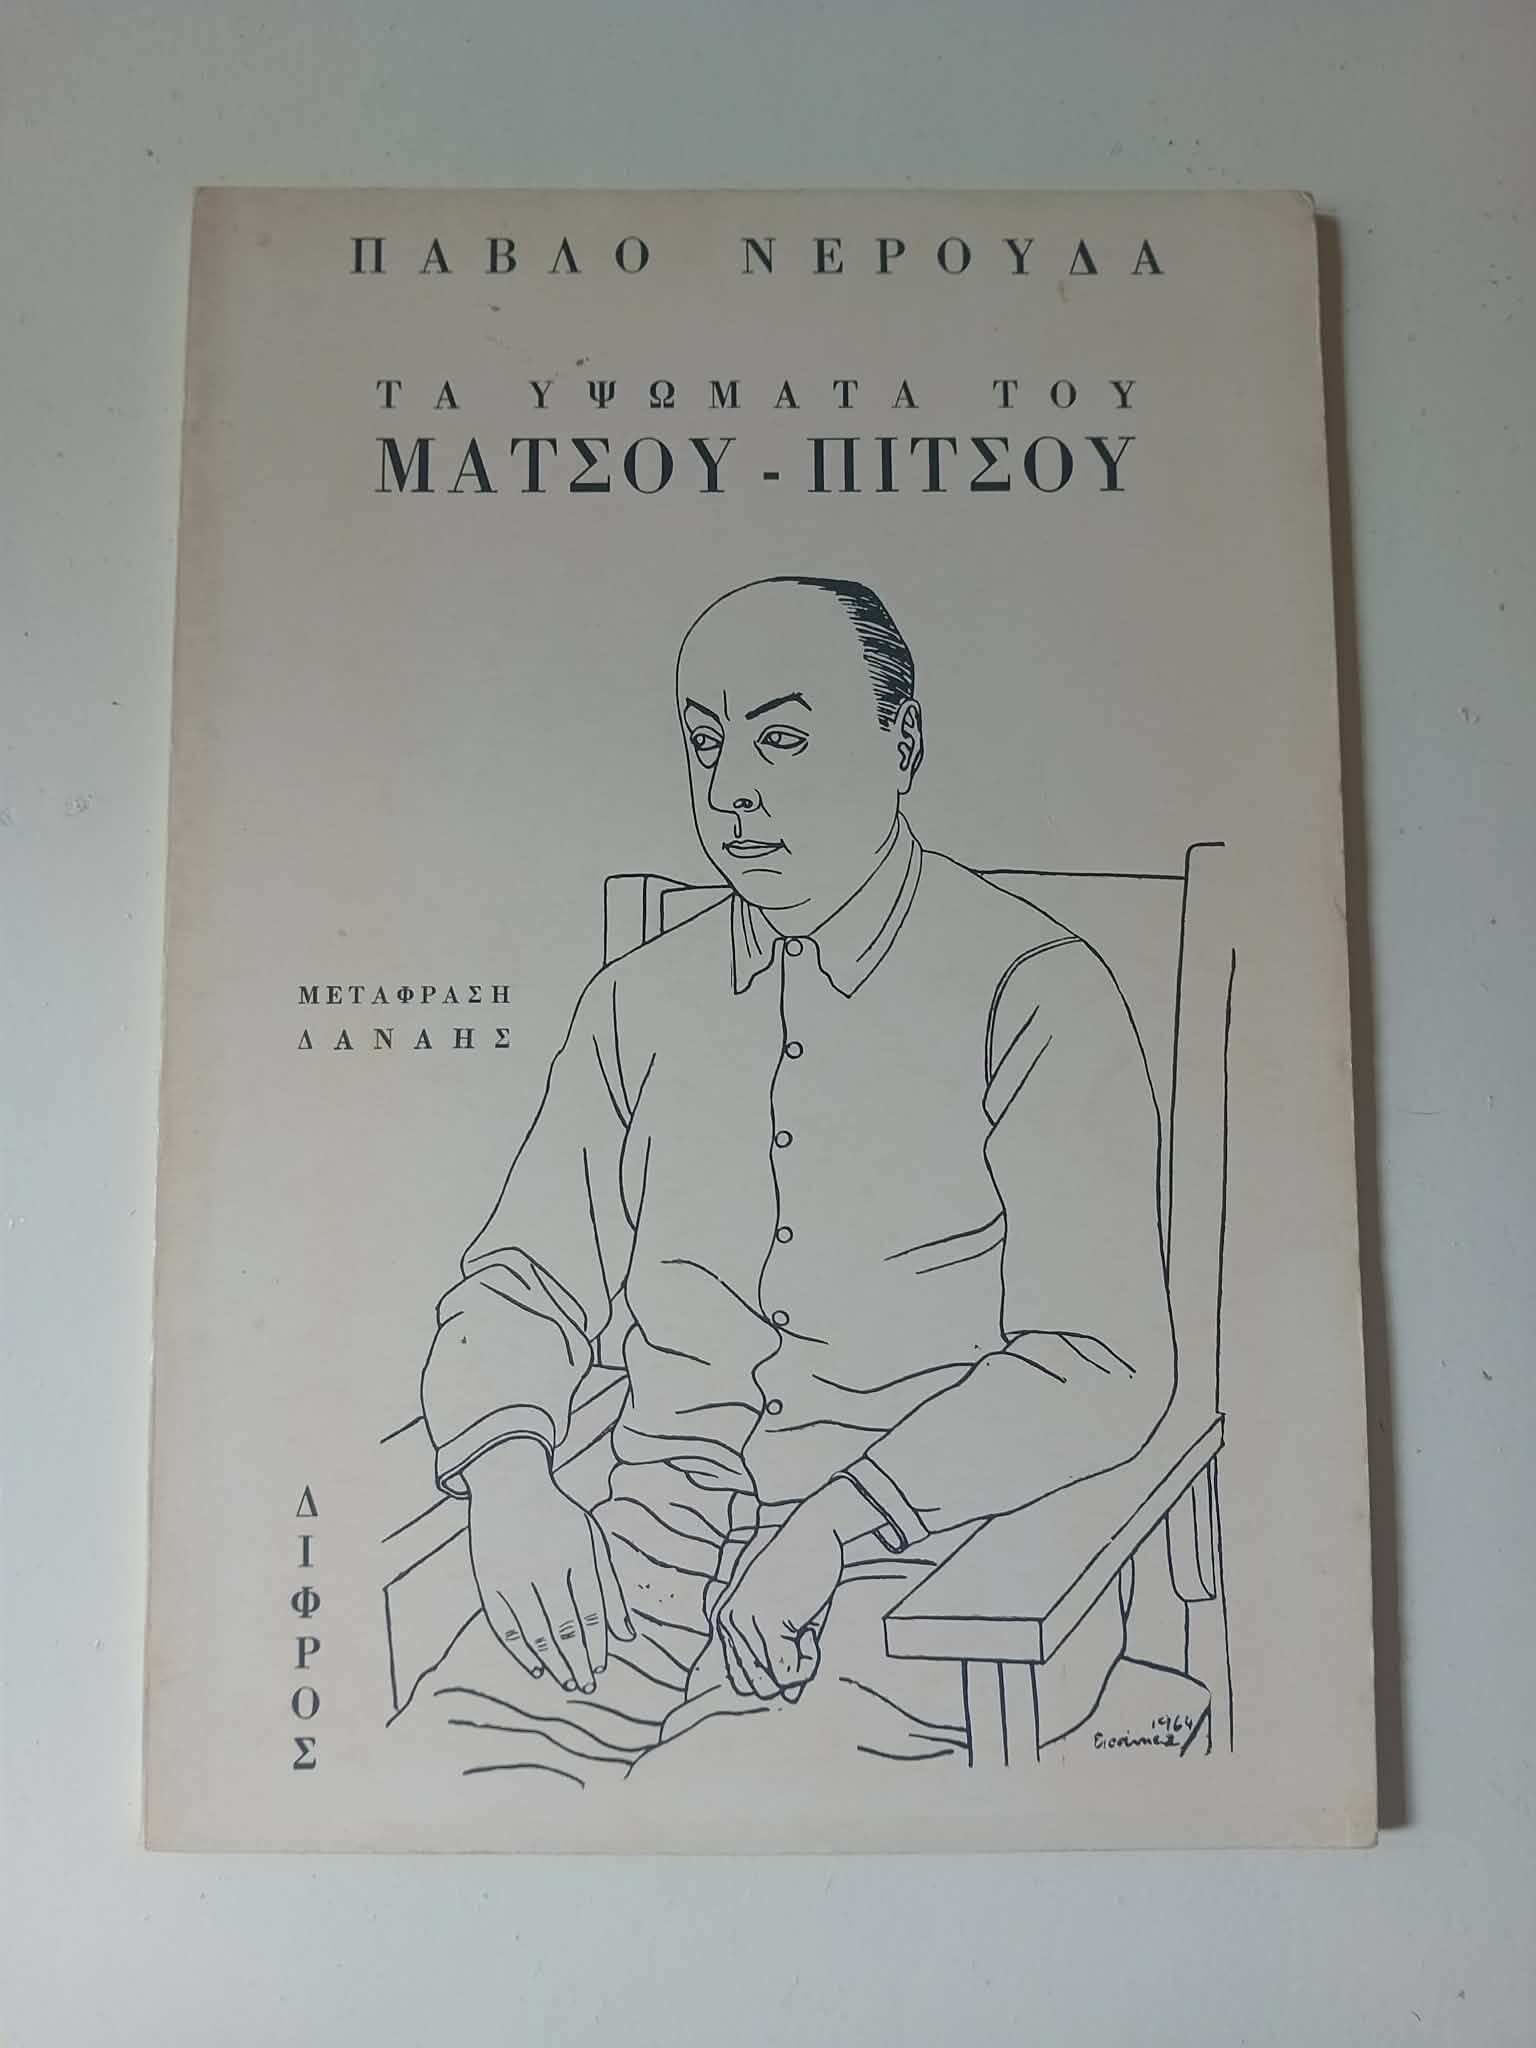 ΠΑΒΛΟ ΝΕΡΟΥΔΑ
ΤΑ ΥΨΩΜΑΤΑ ΤΟΥ
ΜΑΤΣΟΥ - ΠΙΤΣΟΥ
ΜΕΤΑΦΡΑΣΗ
ΔΑΝΑΗΣ
ΔΙΦΡΟΣ
1964